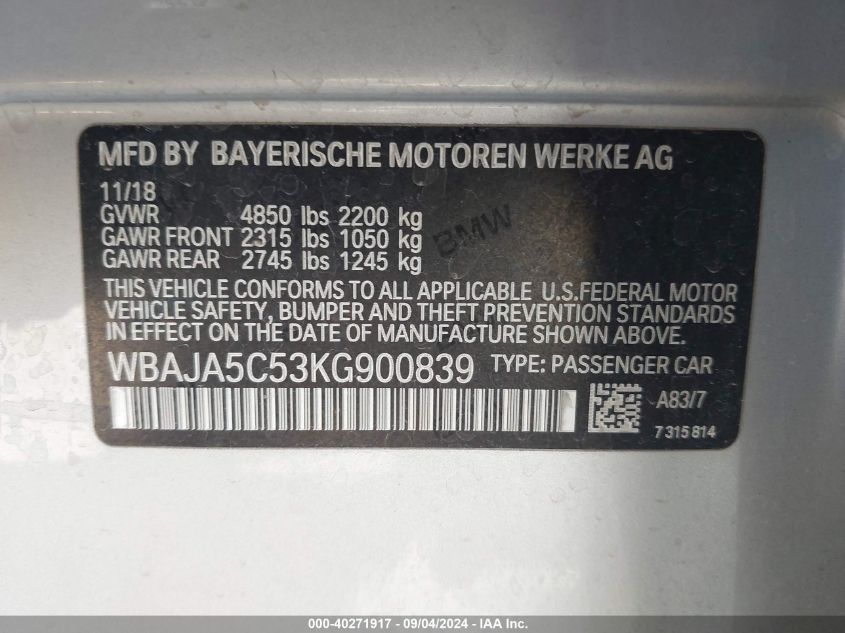 MFD BY BAYERISCHE MOTOREN WERKE AG
11/18
GVWR 4850 lbs 2200 kg
GAWR FRONT 2315 lbs 1050 kg
GAWR REAR 2745 lbs 1245 kg
BMW
THIS VEHICLE CONFORMS TO ALL APPLICABLE U.S.FEDERAL MOTOR
VEHICLE SAFETY, BUMPER AND THEFT PREVENTION STANDARDS
IN EFFECT ON THE DATE OF MANUFACTURE SHOWN ABOVE.
WBAJA5C53KG900839 TYPE: PASSENGER CAR
A83/7
7 315 814
000-40271917 - 09/04/2024 - IAA Inc.